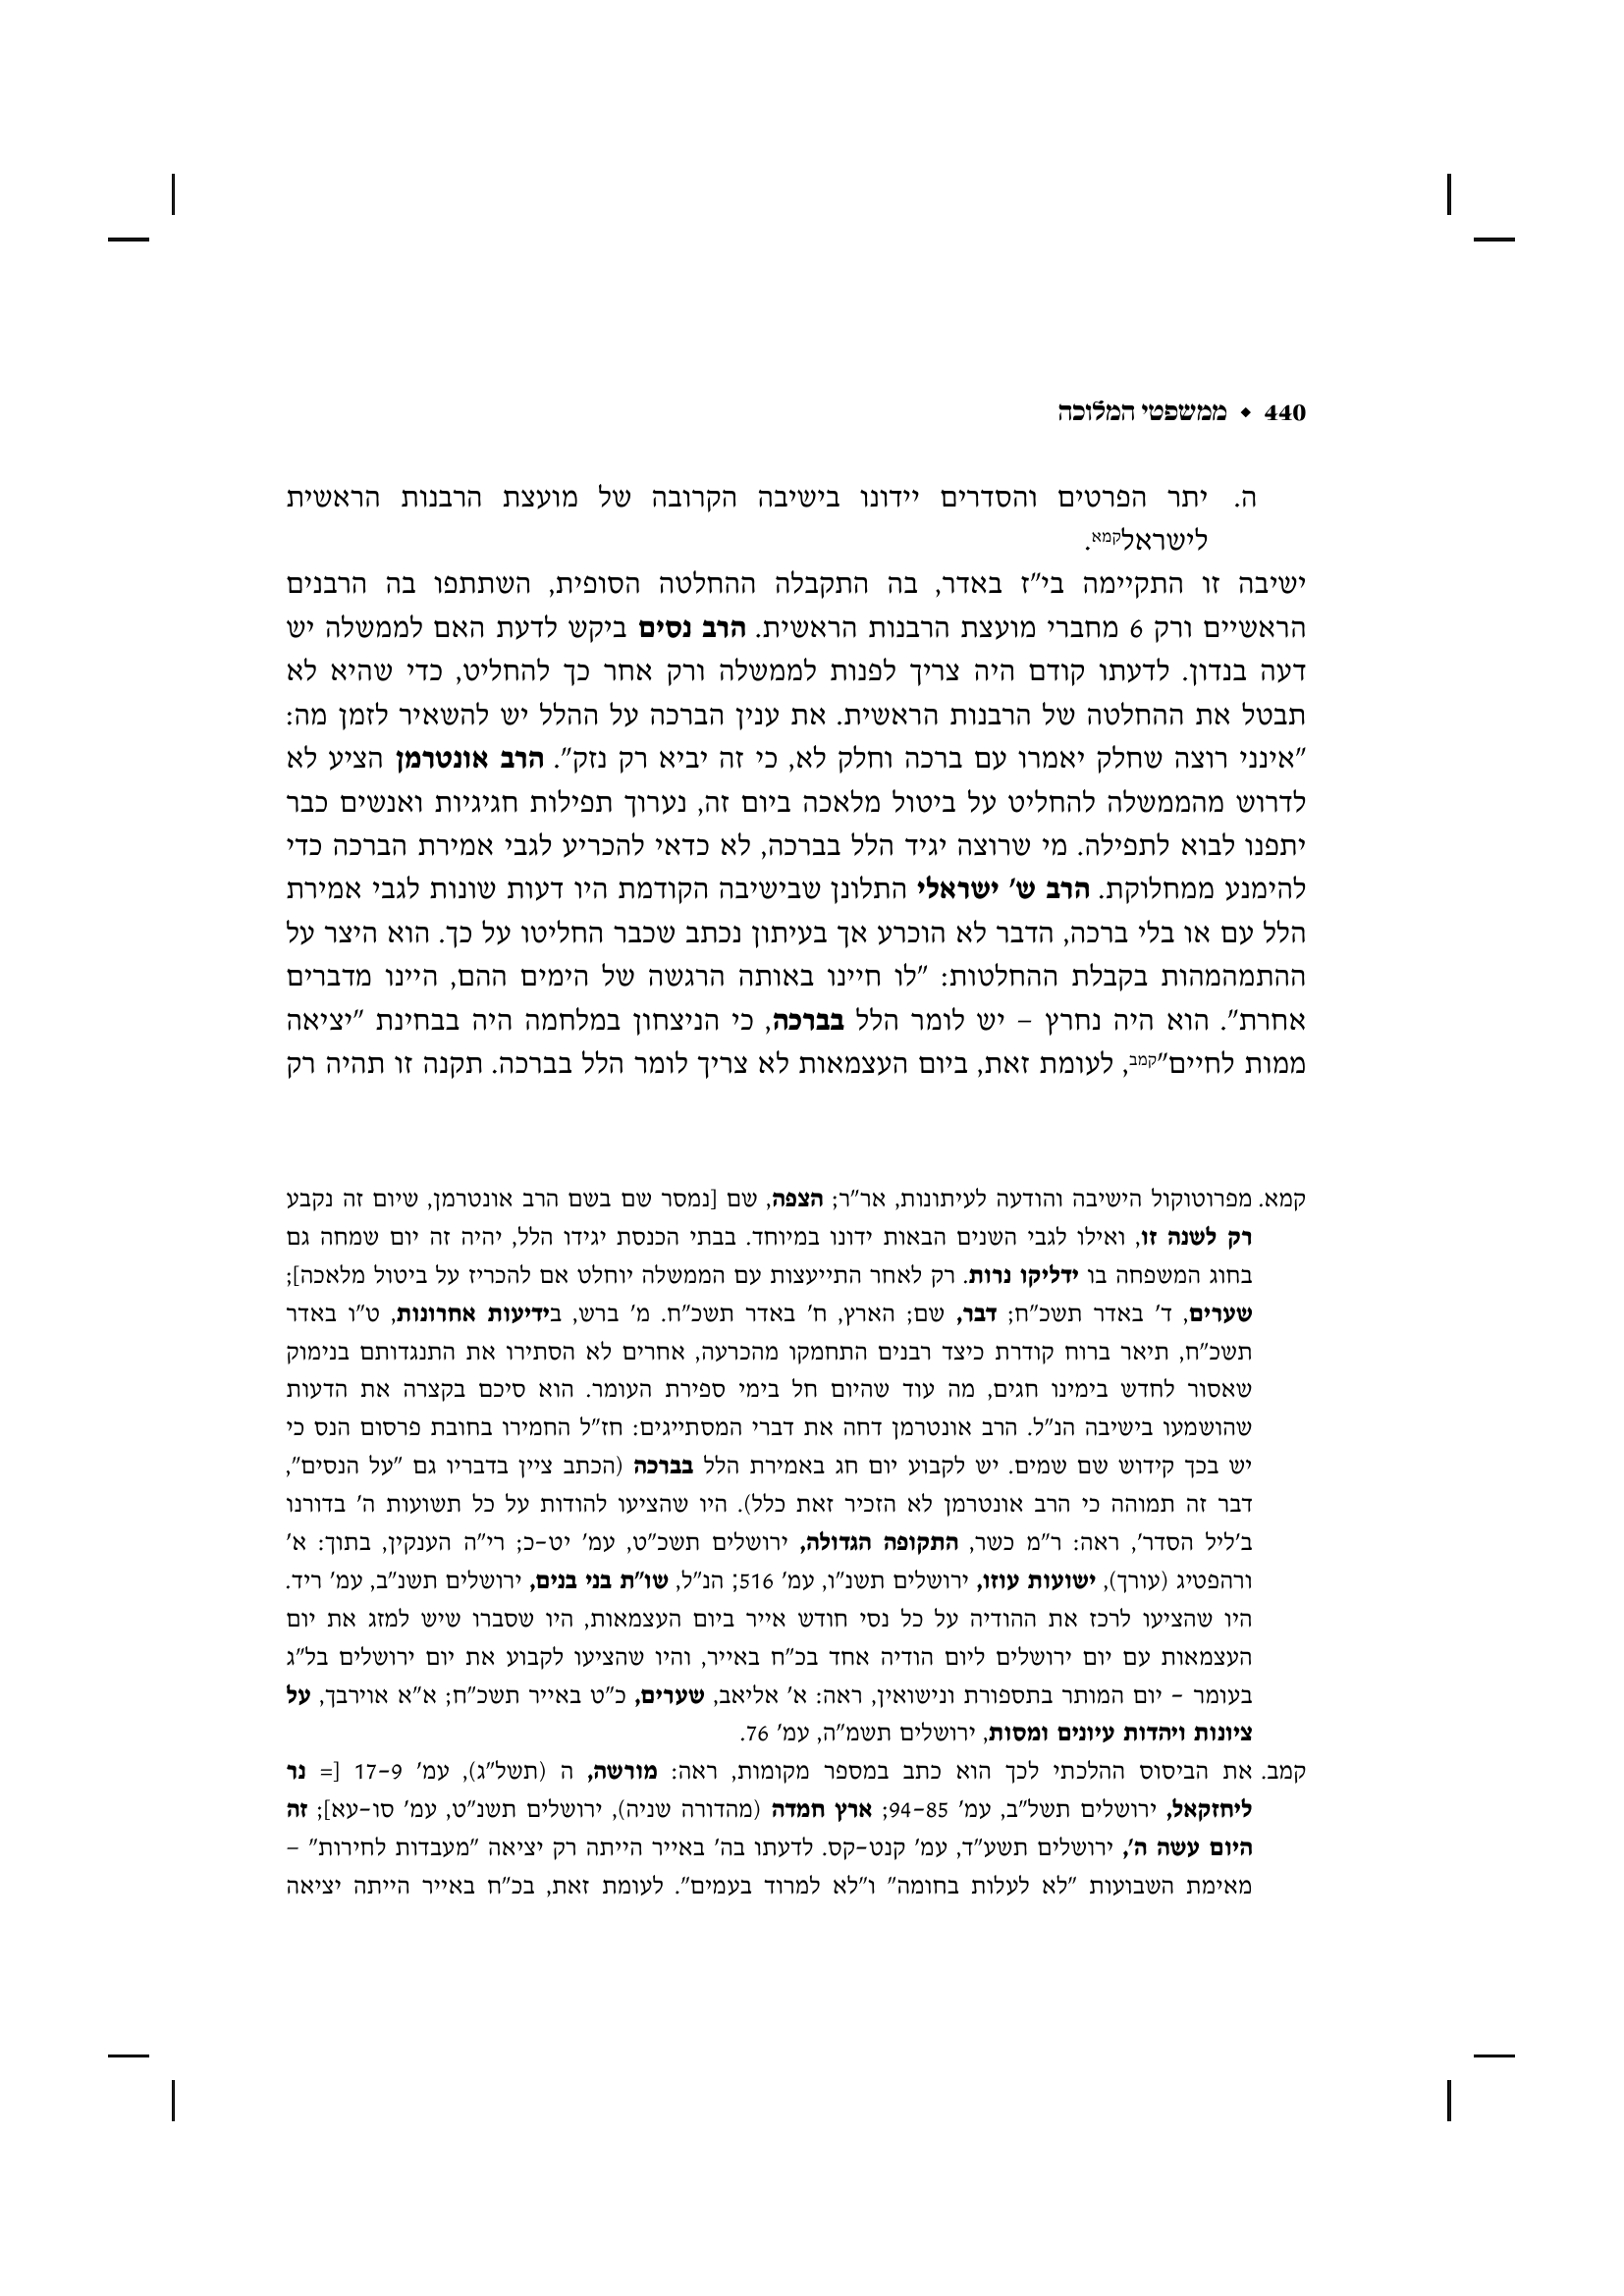 440 ◆ ממשפטי המלוכה
ה. יתר הפרטים והסדרים יידונו בישיבה הקרובה של מועצת הרבנות הראשית
לישראלקמא.
ישיבה זו התקיימה בי"ז באדר, בה התקבלה ההחלטה הסופית, השתתפו בה הרבנים
הראשיים ורק 6 מחברי מועצת הרבנות הראשית. הרב נסים ביקש לדעת האם לממשלה יש
דעה בנדון. לדעתו קודם היה צריך לפנות לממשלה ורק אחר כך להחליט, כדי שהיא לא
תבטל את ההחלטה של הרבנות הראשית. את ענין הברכה על ההלל יש להשאיר לזמן מה:
"אינני רוצה שחלק יאמרו עם ברכה וחלק לא, כי זה יביא רק נזק". הרב אונטרמן הציע לא
לדרוש מהממשלה להחליט על ביטול מלאכה ביום זה, נערוך תפילות חגיגיות ואנשים כבר
יתפנו לבוא לתפילה. מי שרוצה יגיד הלל בברכה, לא כדאי להכריע לגבי אמירת הברכה כדי
להימנע ממחלוקת. הרב ש' ישראלי התלונן שבישיבה הקודמת היו דעות שונות לגבי אמירת
הלל עם או בלי ברכה, הדבר לא הוכרע אך בעיתון נכתב שכבר החליטו על כך. הוא היצר על
ההתמהמהות בקבלת ההחלטות: "לו חיינו באותה הרגשה של הימים ההם, היינו מדברים
אחרת". הוא היה נחרץ – יש לומר הלל בברכה, כי הניצחון במלחמה היה בבחינת "יציאה
ממות לחיים"קמב, לעומת זאת, ביום העצמאות לא צריך לומר הלל בברכה. תקנה זו תהיה רק
קמא. מפרוטוקול הישיבה והודעה לעיתונות, אר"ר; הצפה, שם [נמסר שם בשם הרב אונטרמן, שיום זה נקבע
רק לשנה זו, ואילו לגבי השנים הבאות ידונו במיוחד. בבתי הכנסת יגידו הלל, יהיה זה יום שמחה גם
בחוג המשפחה בו ידליקו נרות. רק לאחר התייעצות עם הממשלה יוחלט אם להכריז על ביטול מלאכה];
שערים, ד' באדר תשכ"ח; דבר, שם; הארץ, ח' באדר תשכ"ח. מ' ברש, בידיעות אחרונות, ט"ו באדר
תשכ"ח, תיאר ברוח קודרת כיצד רבנים התחמקו מהכרעה, אחרים לא הסתירו את התנגדותם בנימוק
שאסור לחדש בימינו חגים, מה עוד שהיום חל בימי ספירת העומר. הוא סיכם בקצרה את הדעות
שהושמעו בישיבה הנ"ל. הרב אונטרמן דחה את דברי המסתייגים: חז"ל החמירו בחובת פרסום הנס כי
יש בכך קידוש שם שמים. יש לקבוע יום חג באמירת הלל בברכה (הכתב ציין בדבריו גם "על הנסים",
דבר זה תמוהה כי הרב אונטרמן לא הזכיר זאת כלל). היו שהציעו להודות על כל תשועות ה' בדורנו
ב'ליל הסדר', ראה: ר"מ כשר, התקופה הגדולה, ירושלים תשכ"ט, עמ' יט–כ; רי"ה הענקין, בתוך: א'
ורהפטיג (עורך), ישועות עוזו, ירושלים תשנ"ו, עמ' 516; הנ"ל, שו"ת בני בנים, ירושלים תשנ"ב, עמ' ריד.
היו שהציעו לרכז את ההודיה על כל נסי חודש אייר ביום העצמאות, היו שסברו שיש למזג את יום
העצמאות עם יום ירושלים ליום הודיה אחד בכ"ח באייר, והיו שהציעו לקבוע את יום ירושלים בל"ג
בעומר – יום המותר בתספורת ונישואין, ראה: א' אליאב, שערים, כ"ט באייר תשכ"ח; א"א אוירבך, על
ציונות ויהדות עיונים ומסות, ירושלים תשמ"ה, עמ' 76.
קמב. את הביסוס ההלכתי לכך הוא כתב במספר מקומות, ראה: מורשה, ה (תשל"ג), עמ' 9–17 [= נר
ליחזקאל, ירושלים תשל"ב, עמ' 85–94; ארץ חמדה (מהדורה שניה), ירושלים תשנ"ט, עמ' סו–עא]; זה
היום עשה ה', ירושלים תשע"ד, עמ' קנט–קס. לדעתו בה' באייר הייתה רק יציאה "מעבדות לחירות" –
מאימת השבועות "לא לעלות בחומה" ו"לא למרוד בעמים". לעומת זאת, בכ"ח באייר הייתה יציאה